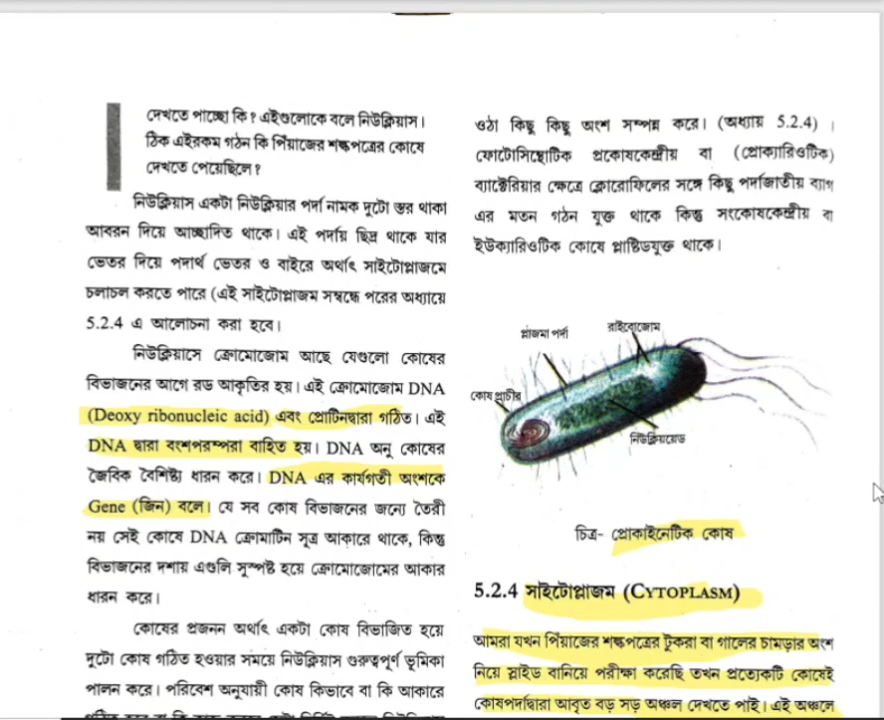 দেখতে পাচ্ছো কি? এইগুলোকে বলে নিউক্লিয়াস।
ঠিক এইরকম গঠন কি পিঁয়াজের শল্কপত্রের কোষে
দেখতে পেয়েছিলে?
নিউক্লিয়াস একটা নিউক্লিয়ার পর্দা নামক দুটো স্তর থাকা
আবরন দিয়ে আচ্ছাদিত থাকে। এই পর্দায় ছিদ্র থাকে যার
ভেতর দিয়ে পদার্থ ভেতর ও বাইরে অর্থাৎ সাইটোপ্লাজমে
চলাচল করতে পারে (এই সাইটোপ্লাজম সম্বন্ধে পরের অধ্যায়ে
5.2.4 এ আলোচনা করা হবে।
নিউক্লিয়াসে ক্রোমোজোম আছে যেগুলো কোষের
বিভাজনের আগে রড আকৃতির হয়। এই ক্রোমোজোম DNA
(Deoxy ribonucleic acid) এবং প্রোটিনদ্বারা গঠিত। এই
DNA দ্বারা বংশপরম্পরা বাহিত হয়। DNA অনু কোষের
জৈবিক বৈশিষ্ট্য ধারন করে। DNA এর কার্যগতী অংশকে
Gene (জিন) বলে। যে সব কোষ বিভাজনের জন্যে তৈরী
নয় সেই কোষে DNA ক্রোমাটিন সূত্র আকারে থাকে, কিন্তু
বিভাজনের দশায় এগুলি সুস্পষ্ট হয়ে ক্রোমোজোমের আকার
ধারন করে।
কোষের প্রজনন অর্থাৎ একটা কোষ বিভাজিত হয়ে
দুটো কোষ গঠিত হওয়ার সময়ে নিউক্লিয়াস গুরুত্বপূর্ণ ভূমিকা
পালন করে। পরিবেশ অনুযায়ী কোষ কিভাবে বা কি আকারে
ওঠা কিছু কিছু অংশ সম্পন্ন করে। (অধ্যায় 5.2.4) ।
ফোটোসিন্থেটিক প্রকোষকেন্দ্রীয় বা (প্রোক্যারিওটিক)
ব্যাক্টেরিয়ার ক্ষেত্রে ক্লোরোফিলের সঙ্গে কিছু পর্দাজাতীয় ব্যাগ
এর মতন গঠন যুক্ত থাকে কিন্তু সংকোষকেন্দ্রীয় বা
ইউক্যারিওটিক কোষে প্লাষ্টিডযুক্ত থাকে।
প্লাজমা পর্দা
রাইবোজোম
কোষ প্রাচীর
নিউক্লিয়য়েড
চিত্র- প্রোকাইনেটিক কোষ
5.2.4 সাইটোপ্লাজম (CYTOPLASM)
আমরা যখন পিঁয়াজের শল্কপত্রের টুকরা বা গালের চামড়ার অংশ
নিয়ে স্লাইড বানিয়ে পরীক্ষা করেছি তখন প্রত্যেকটি কোষেই
কোষপর্দাদ্বারা আবৃত বড় সড় অঞ্চল দেখতে পাই। এই অঞ্চলে